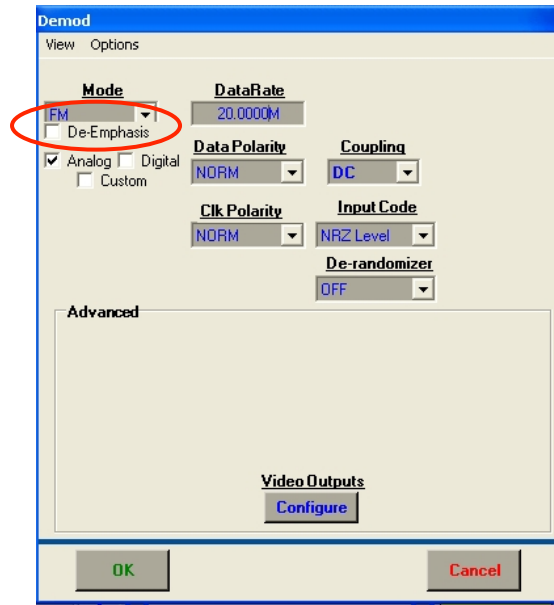 Demod
View Options
Mode DataRate
FM 20.0000M
De-Emphasis
Data Polarity Coupling
Analog Digital NORM DC
Custom
Clk Polarity Input Code
NORM NRZ Level
De-randomizer
OFF
Advanced
Video Outputs
Configure
OK Cancel